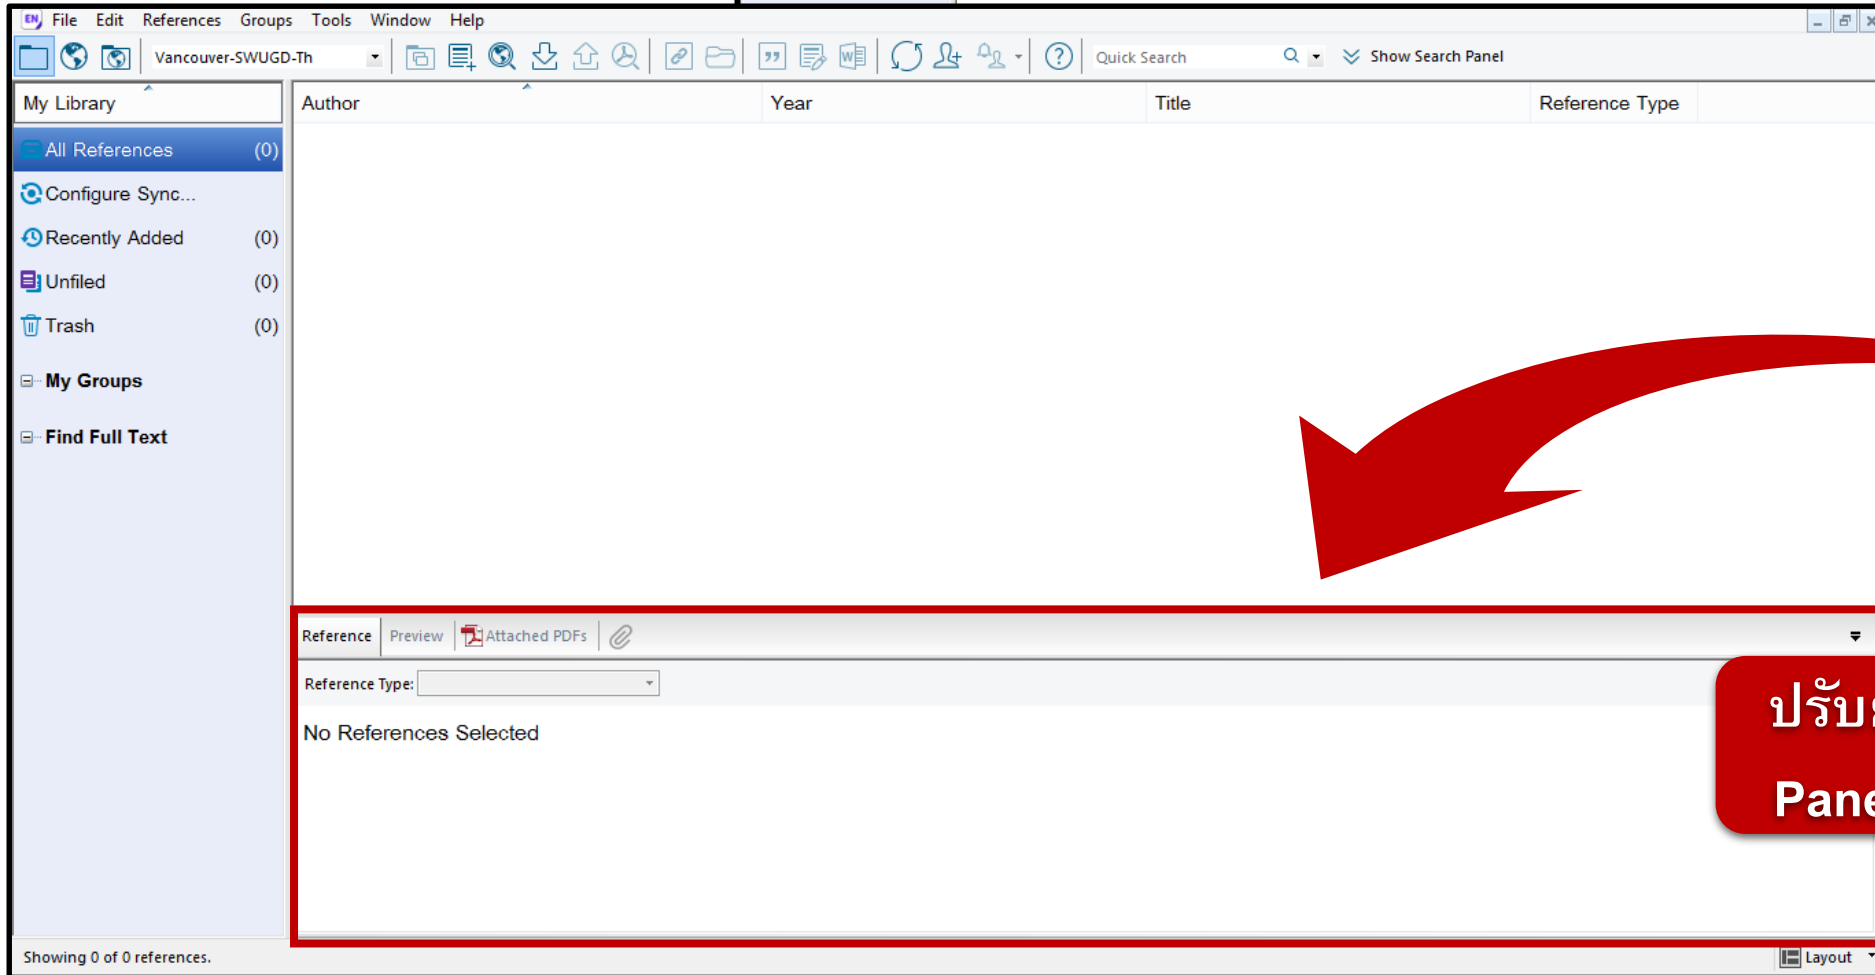 EN File Edit References Groups Tools Window Help
Vancouver-SWUGD-Th Quick Search Show Search Panel
My Library Author Year Title Reference Type
All References (0)
Configure Sync...
Recently Added (0)
Unfiled (0)
Trash (0)
My Groups
Find Full Text
Reference Preview Attached PDFs
Reference Type:
No References Selected
ปรับ
Pane
Showing 0 of 0 references. Layout